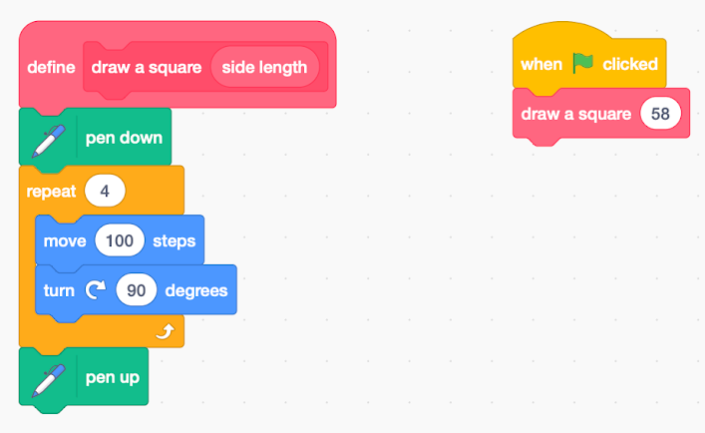 define draw a square side length
pen down
repeat 4
move 100 steps
turn 90 degrees
pen up
when clicked
draw a square 58